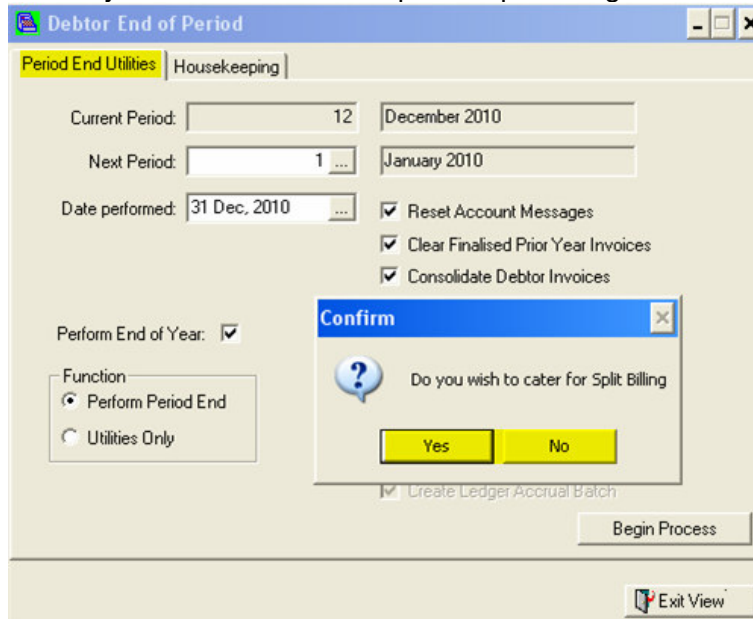 Debtor End of Period
Period End Utilities Housekeeping
Current Period: 12 December 2010
Next Period: 1 ... January 2010
Date performed: 31 Dec, 2010 ... Reset Account Messages
Clear Finalised Prior Year Invoices
Consolidate Debtor Invoices
Perform End of Year:
Confirm
Do you wish to cater for Split Billing
Yes No
Function
Perform Period End
Utilities Only
Create Ledger Accrual Batch
Begin Process
Exit View